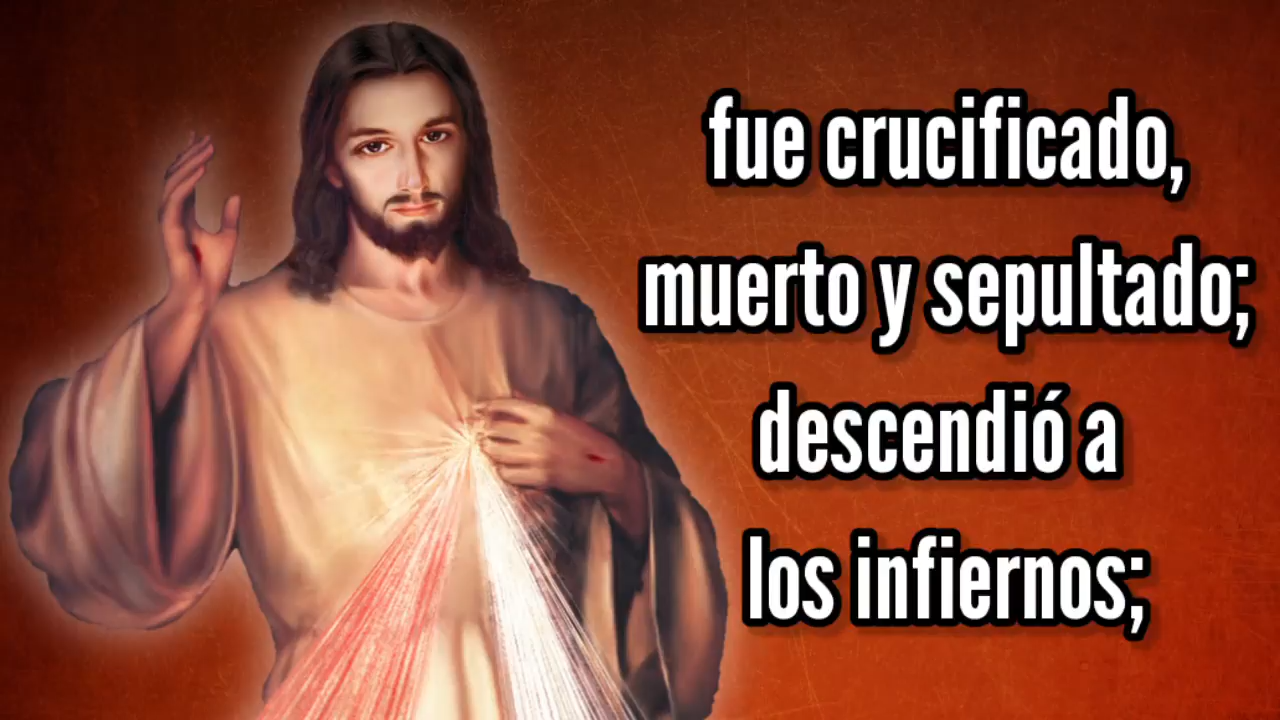 fue crucificado,
muerto y sepultado;
descendió a
los infiernos;